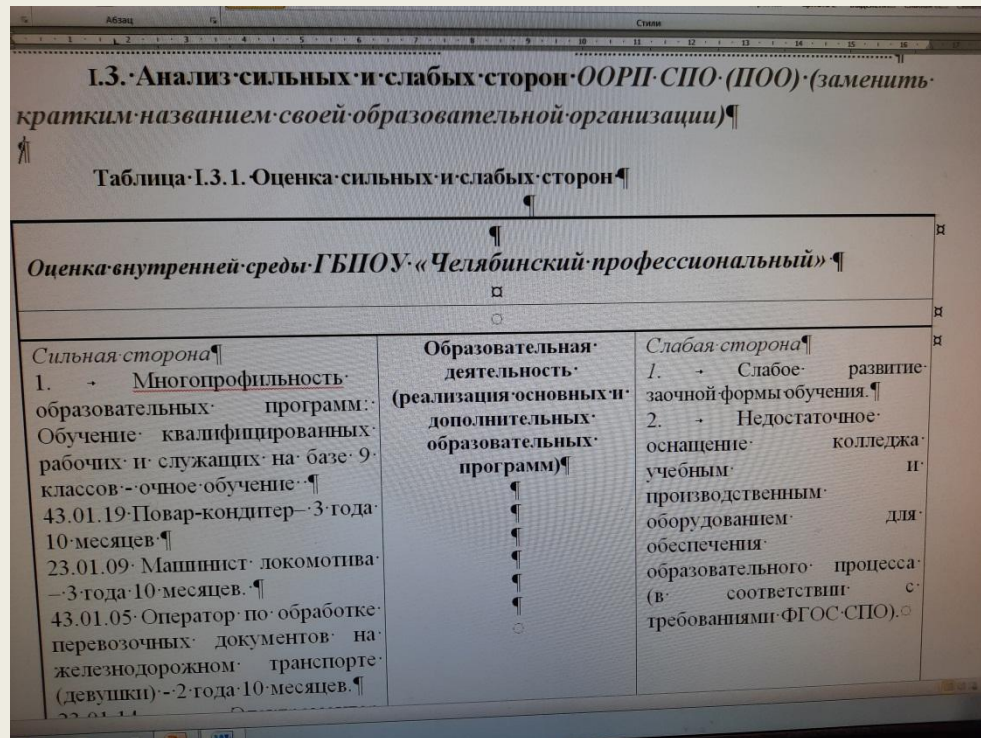 Абзац
Стили
I.3. Анализ сильных и слабых сторон ООРП СПО (ПОО) (заменить
кратким названием своей образовательной организации)
Таблица I.3.1. Оценка сильных и слабых сторон
Оценка внутренней среды ГБПОУ «Челябинский профессиональный»
Сильная сторона
1. Многопрофильность
образовательных программ:
Обучение квалифицированных
рабочих и служащих на базе 9
классов - очное обучение
43.01.19 Повар-кондитер– 3 года
10 месяцев
23.01.09 Машинист локомотива
– 3 года 10 месяцев.
43.01.05 Оператор по обработке
перевозочных документов на
железнодорожном транспорте
(девушки) - 2 года 10 месяцев.
Образовательная
деятельность
(реализация основных и
дополнительных
образовательных
программ)
Слабая сторона
1. Слабое развитие
заочной формы обучения.
2. Недостаточное
оснащение колледжа
учебным и
производственным
оборудованием для
обеспечения
образовательного процесса
(в соответствии с
требованиями ФГОС СПО).